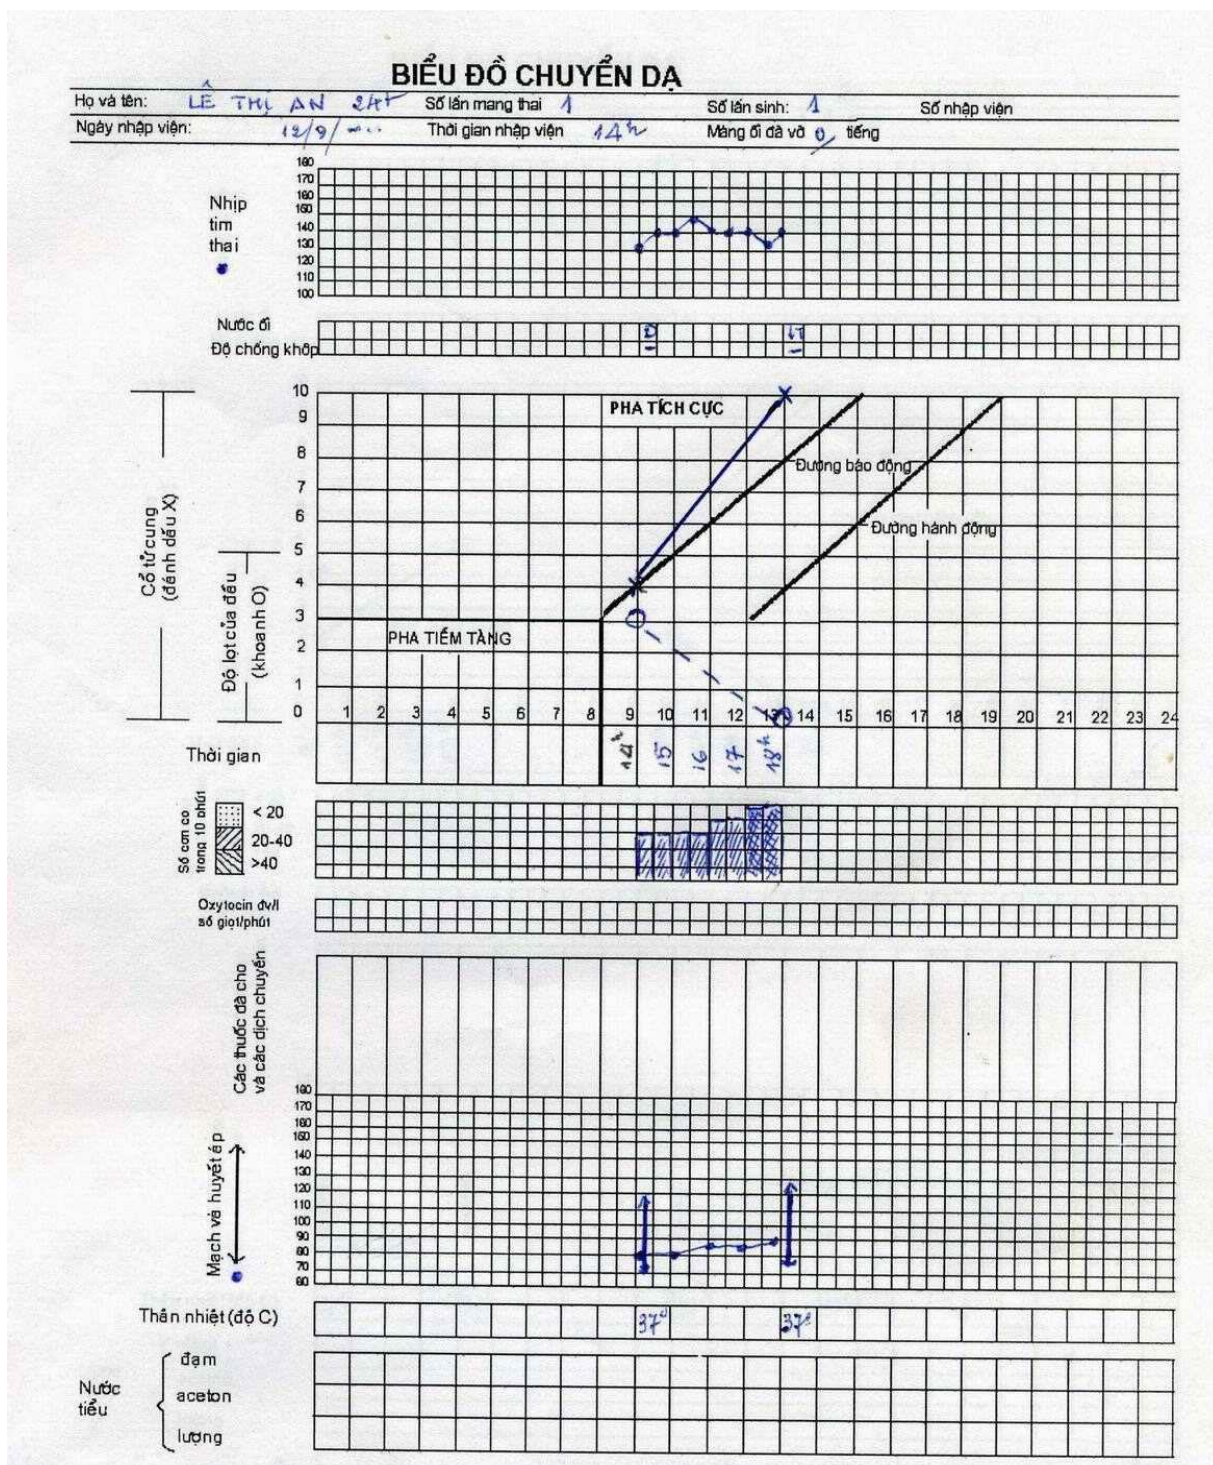 BIỂU ĐỒ CHUYỂN DẠ
Họ và tên: LÊ THỊ AN 24t Số lần mang thai 1 Số lần sinh: 1 Số nhập viện
Ngày nhập viện: 12/9/ Thời gian nhập viện 14h Màng ối đã vỡ 0 tiếng
180
170
160
150
140
130
120
110
100
Nhịp
tim
thai
Nước ối
Độ chồng khớp
10
9
8
7
6
5
4
3
2
1
0
Cổ tử cung
(đánh dấu X)
Độ lọt của đầu
(khoanh O)
PHA TÍCH CỰC
Đường báo động
Đường hành động
PHA TIỀM TÀNG
1 2 3 4 5 6 7 8 9 10 11 12 13 14 15 16 17 18 19 20 21 22 23 24
Thời gian
14h 15 16 17 18h
Số cơn co
trong 10 phút
< 20
20-40
>40
Oxytocin đv/l
số giọt/phút
Các thuốc đã cho
và các dịch chuyền
180
170
160
150
140
130
120
110
100
90
80
70
60
Mạch và huyết áp
Thân nhiệt (độ C) 37° 37°
Nước
tiểu
đạm
aceton
lượng